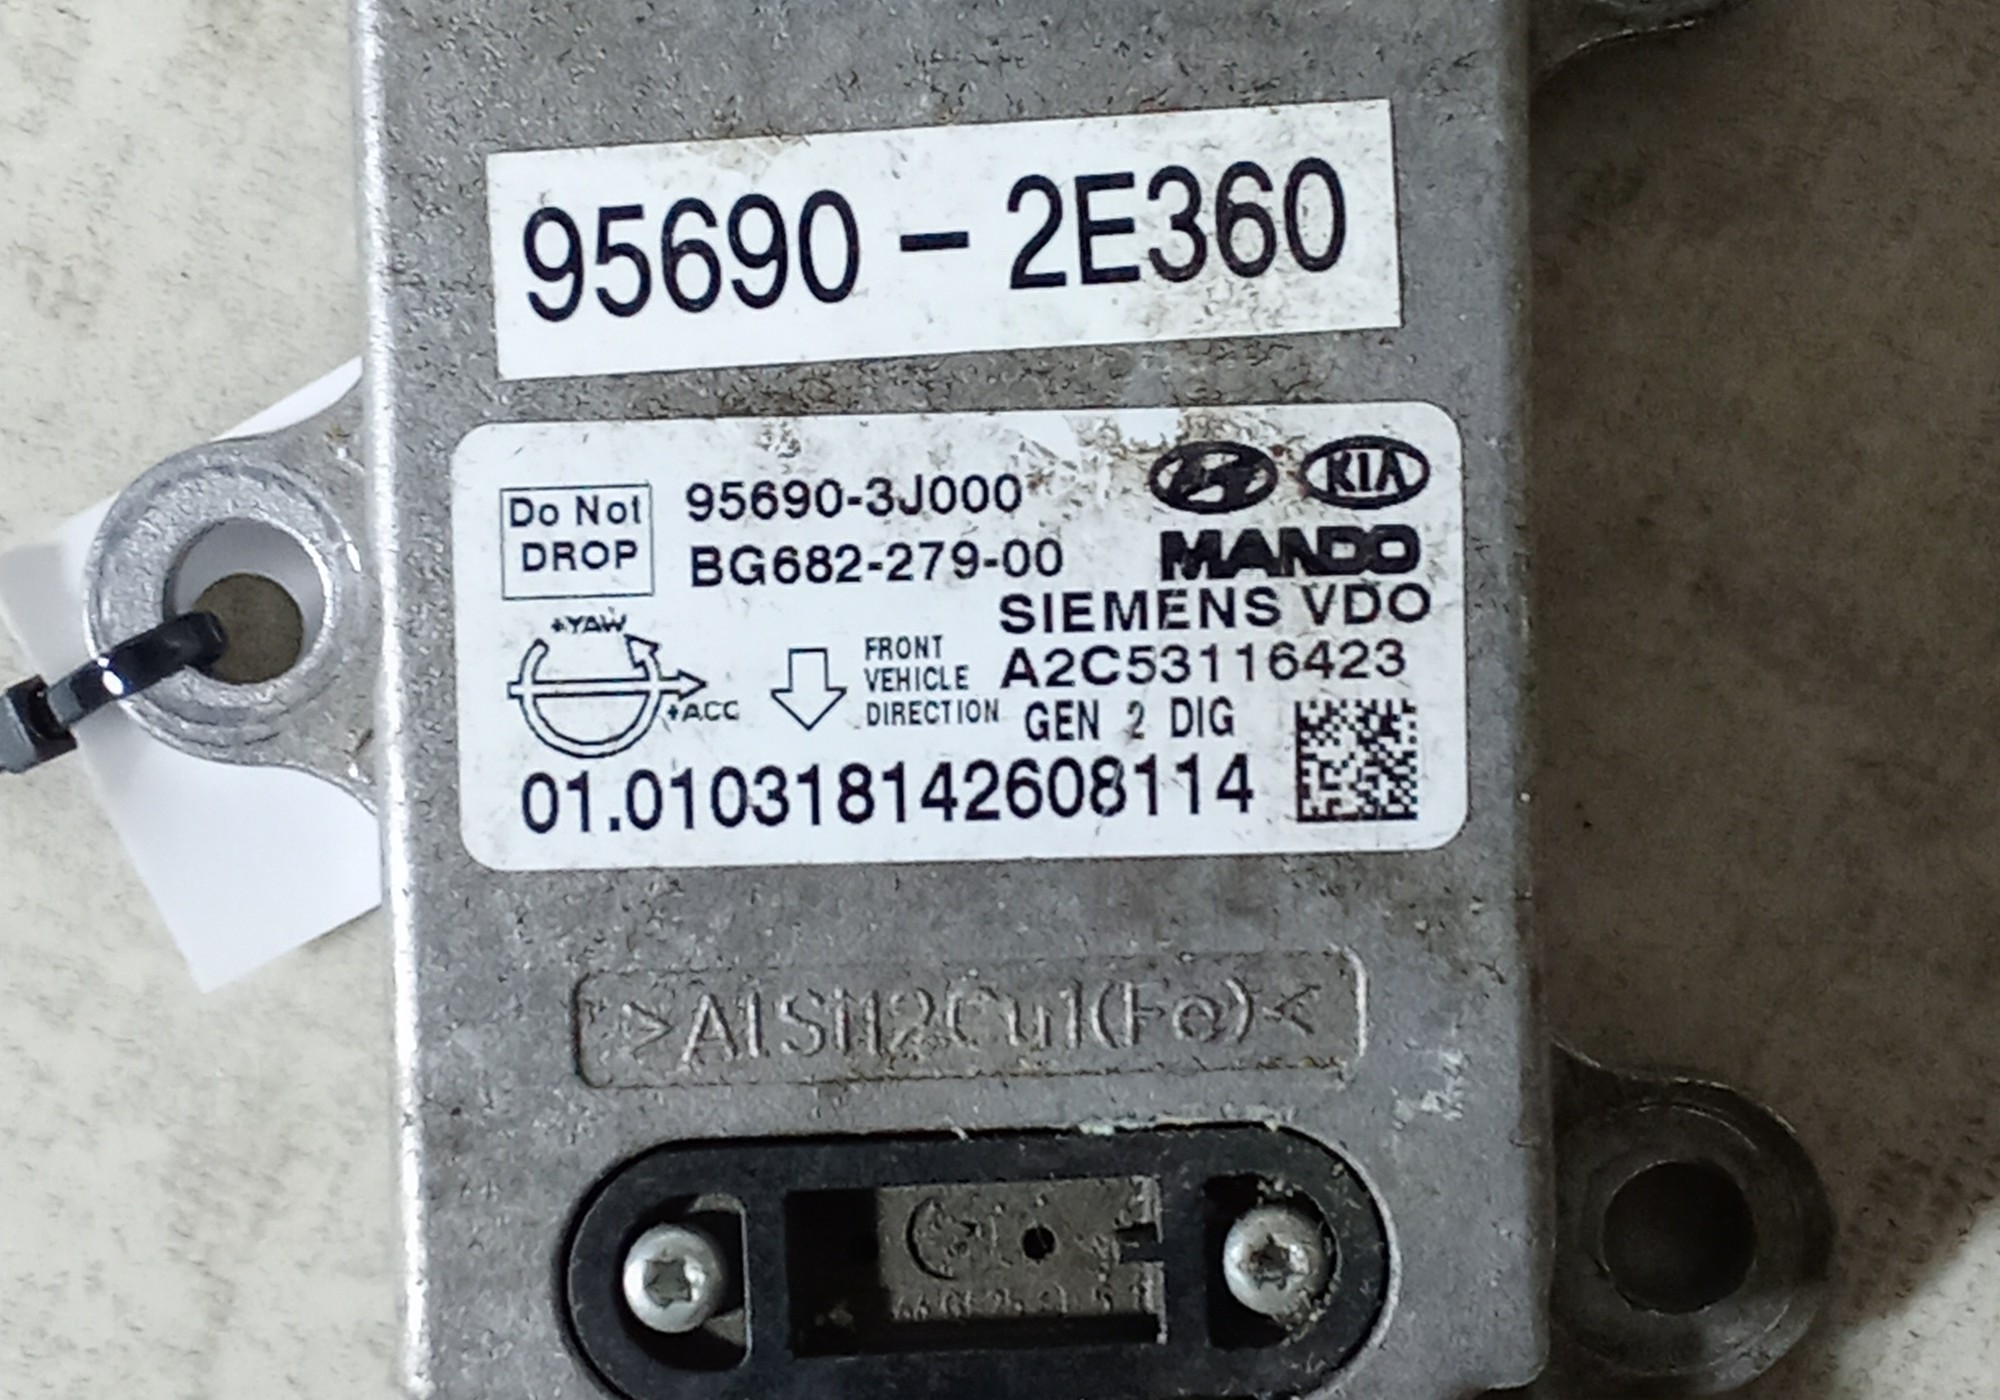 95690-2E360
Do Not
DROP
95690-3J000
BG682-279-00
KIA
MANDO
SIEMENS VDO
A2C53116423
GEN 2 DIG
+YAW
+ACC
FRONT
VEHICLE
DIRECTION
01.010318142608114
>AlSi12Cu1(Fe)<